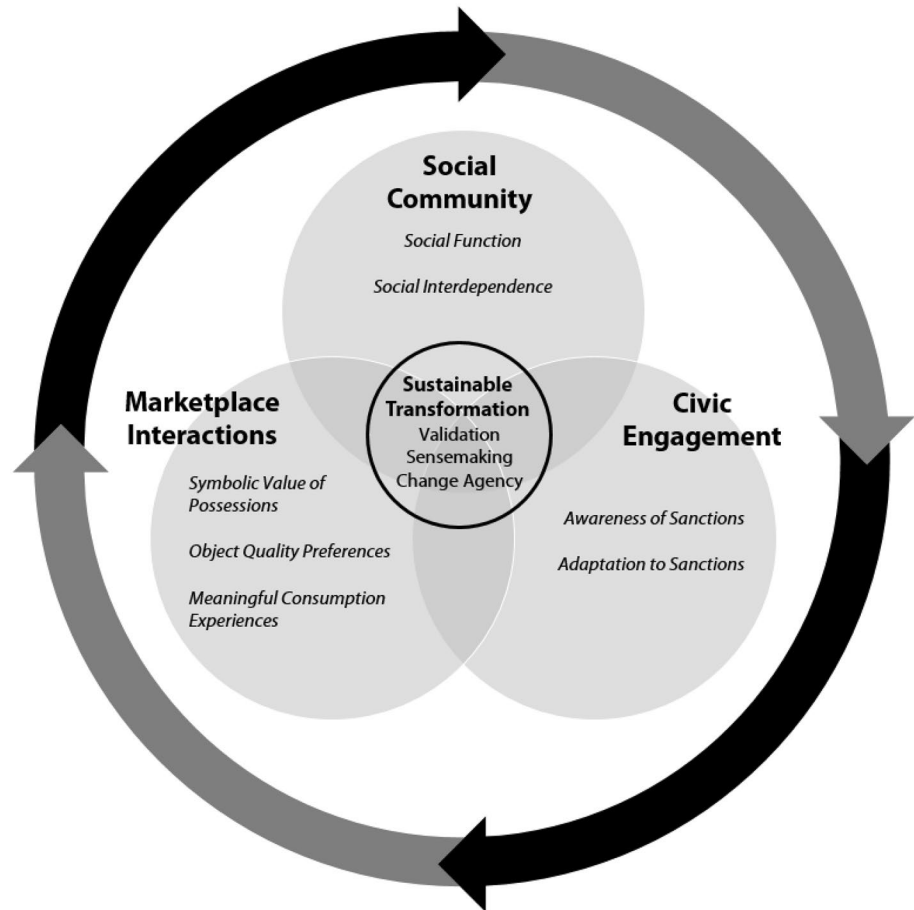 Social
Community
Social Function
Social Interdependence
Sustainable
Transformation
Validation
Sensemaking
Change Agency
Marketplace
Interactions
Symbolic Value of
Possessions
Object Quality Preferences
Meaningful Consumption
Experiences
Civic
Engagement
Awareness of Sanctions
Adaptation to Sanctions